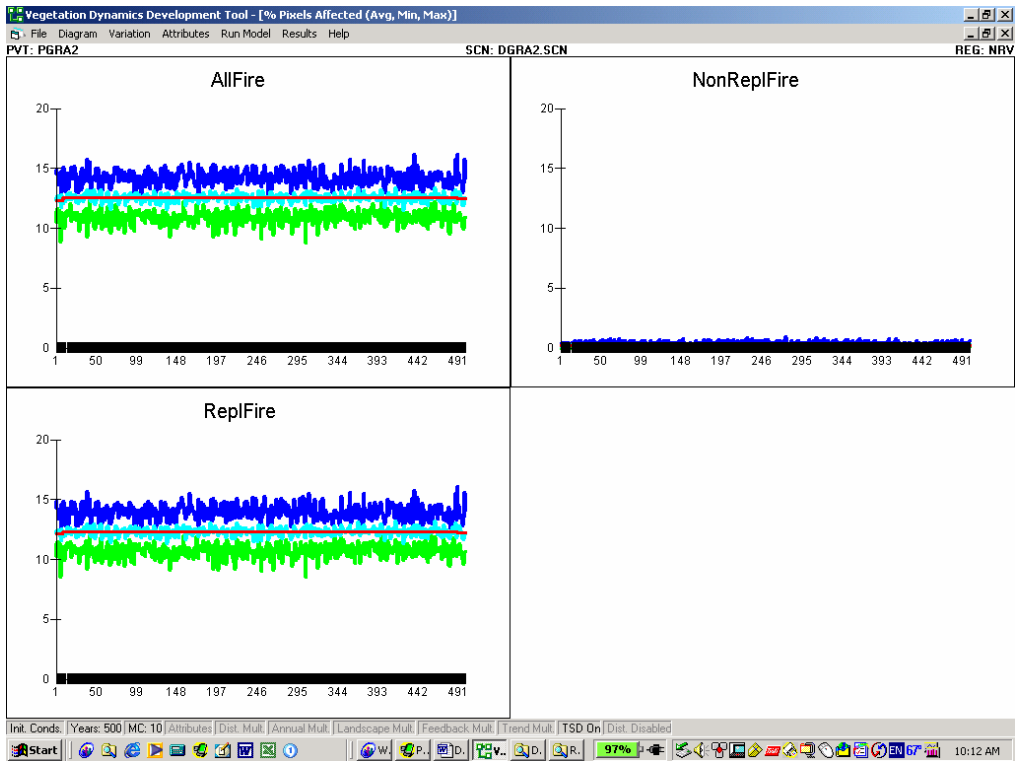 Vegetation Dynamics Development Tool - [% Pixels Affected (Avg, Min, Max)]
File Diagram Variation Attributes Run Model Results Help
PVT: PGRA2 SCN: DGRA2.SCN REG: NRV
AllFire
20
15
10
5
0
1 50 99 148 197 246 295 344 393 442 491
NonReplFire
20
15
10
5
0
1 50 99 148 197 246 295 344 393 442 491
ReplFire
20
15
10
5
0
1 50 99 148 197 246 295 344 393 442 491
Init. Conds. Years: 500 MC: 10 Attributes Dist. Mult. Annual Mult. Landscape Mult. Feedback Mult. Trend Mult. TSD On Dist. Disabled
Start W. P.. D. V.. D. R. 97% EN 67° 10:12 AM